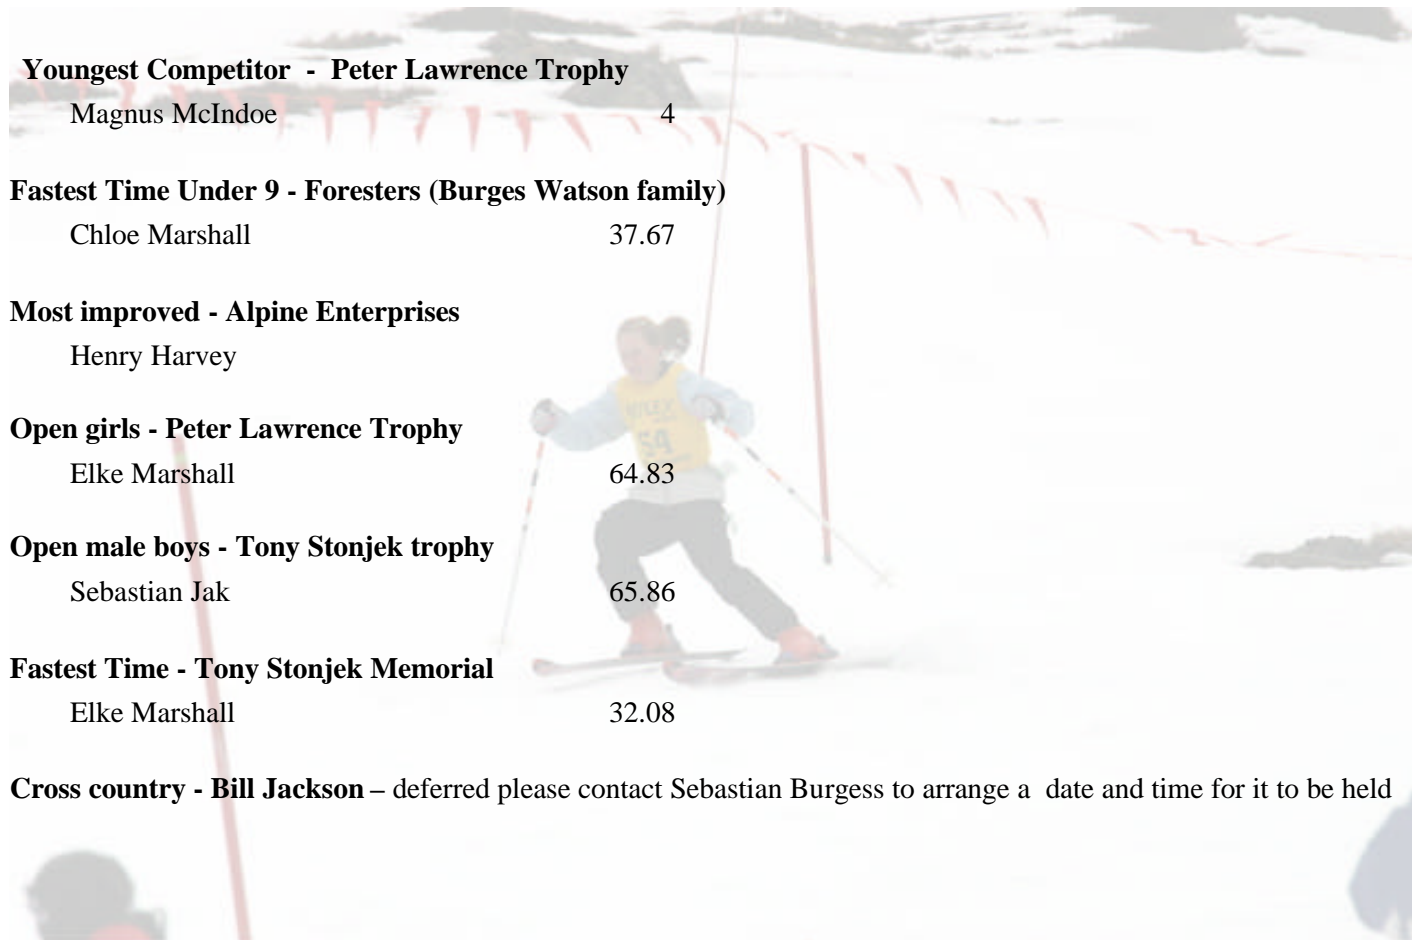 Youngest Competitor - Peter Lawrence Trophy
Magnus McIndoe 4
Fastest Time Under 9 - Foresters (Burges Watson family)
Chloe Marshall 37.67
Most improved - Alpine Enterprises
Henry Harvey
Open girls - Peter Lawrence Trophy
Elke Marshall 64.83
Open male boys - Tony Stonjek trophy
Sebastian Jak 65.86
Fastest Time - Tony Stonjek Memorial
Elke Marshall 32.08
Cross country - Bill Jackson – deferred please contact Sebastian Burgess to arrange a date and time for it to be held
54